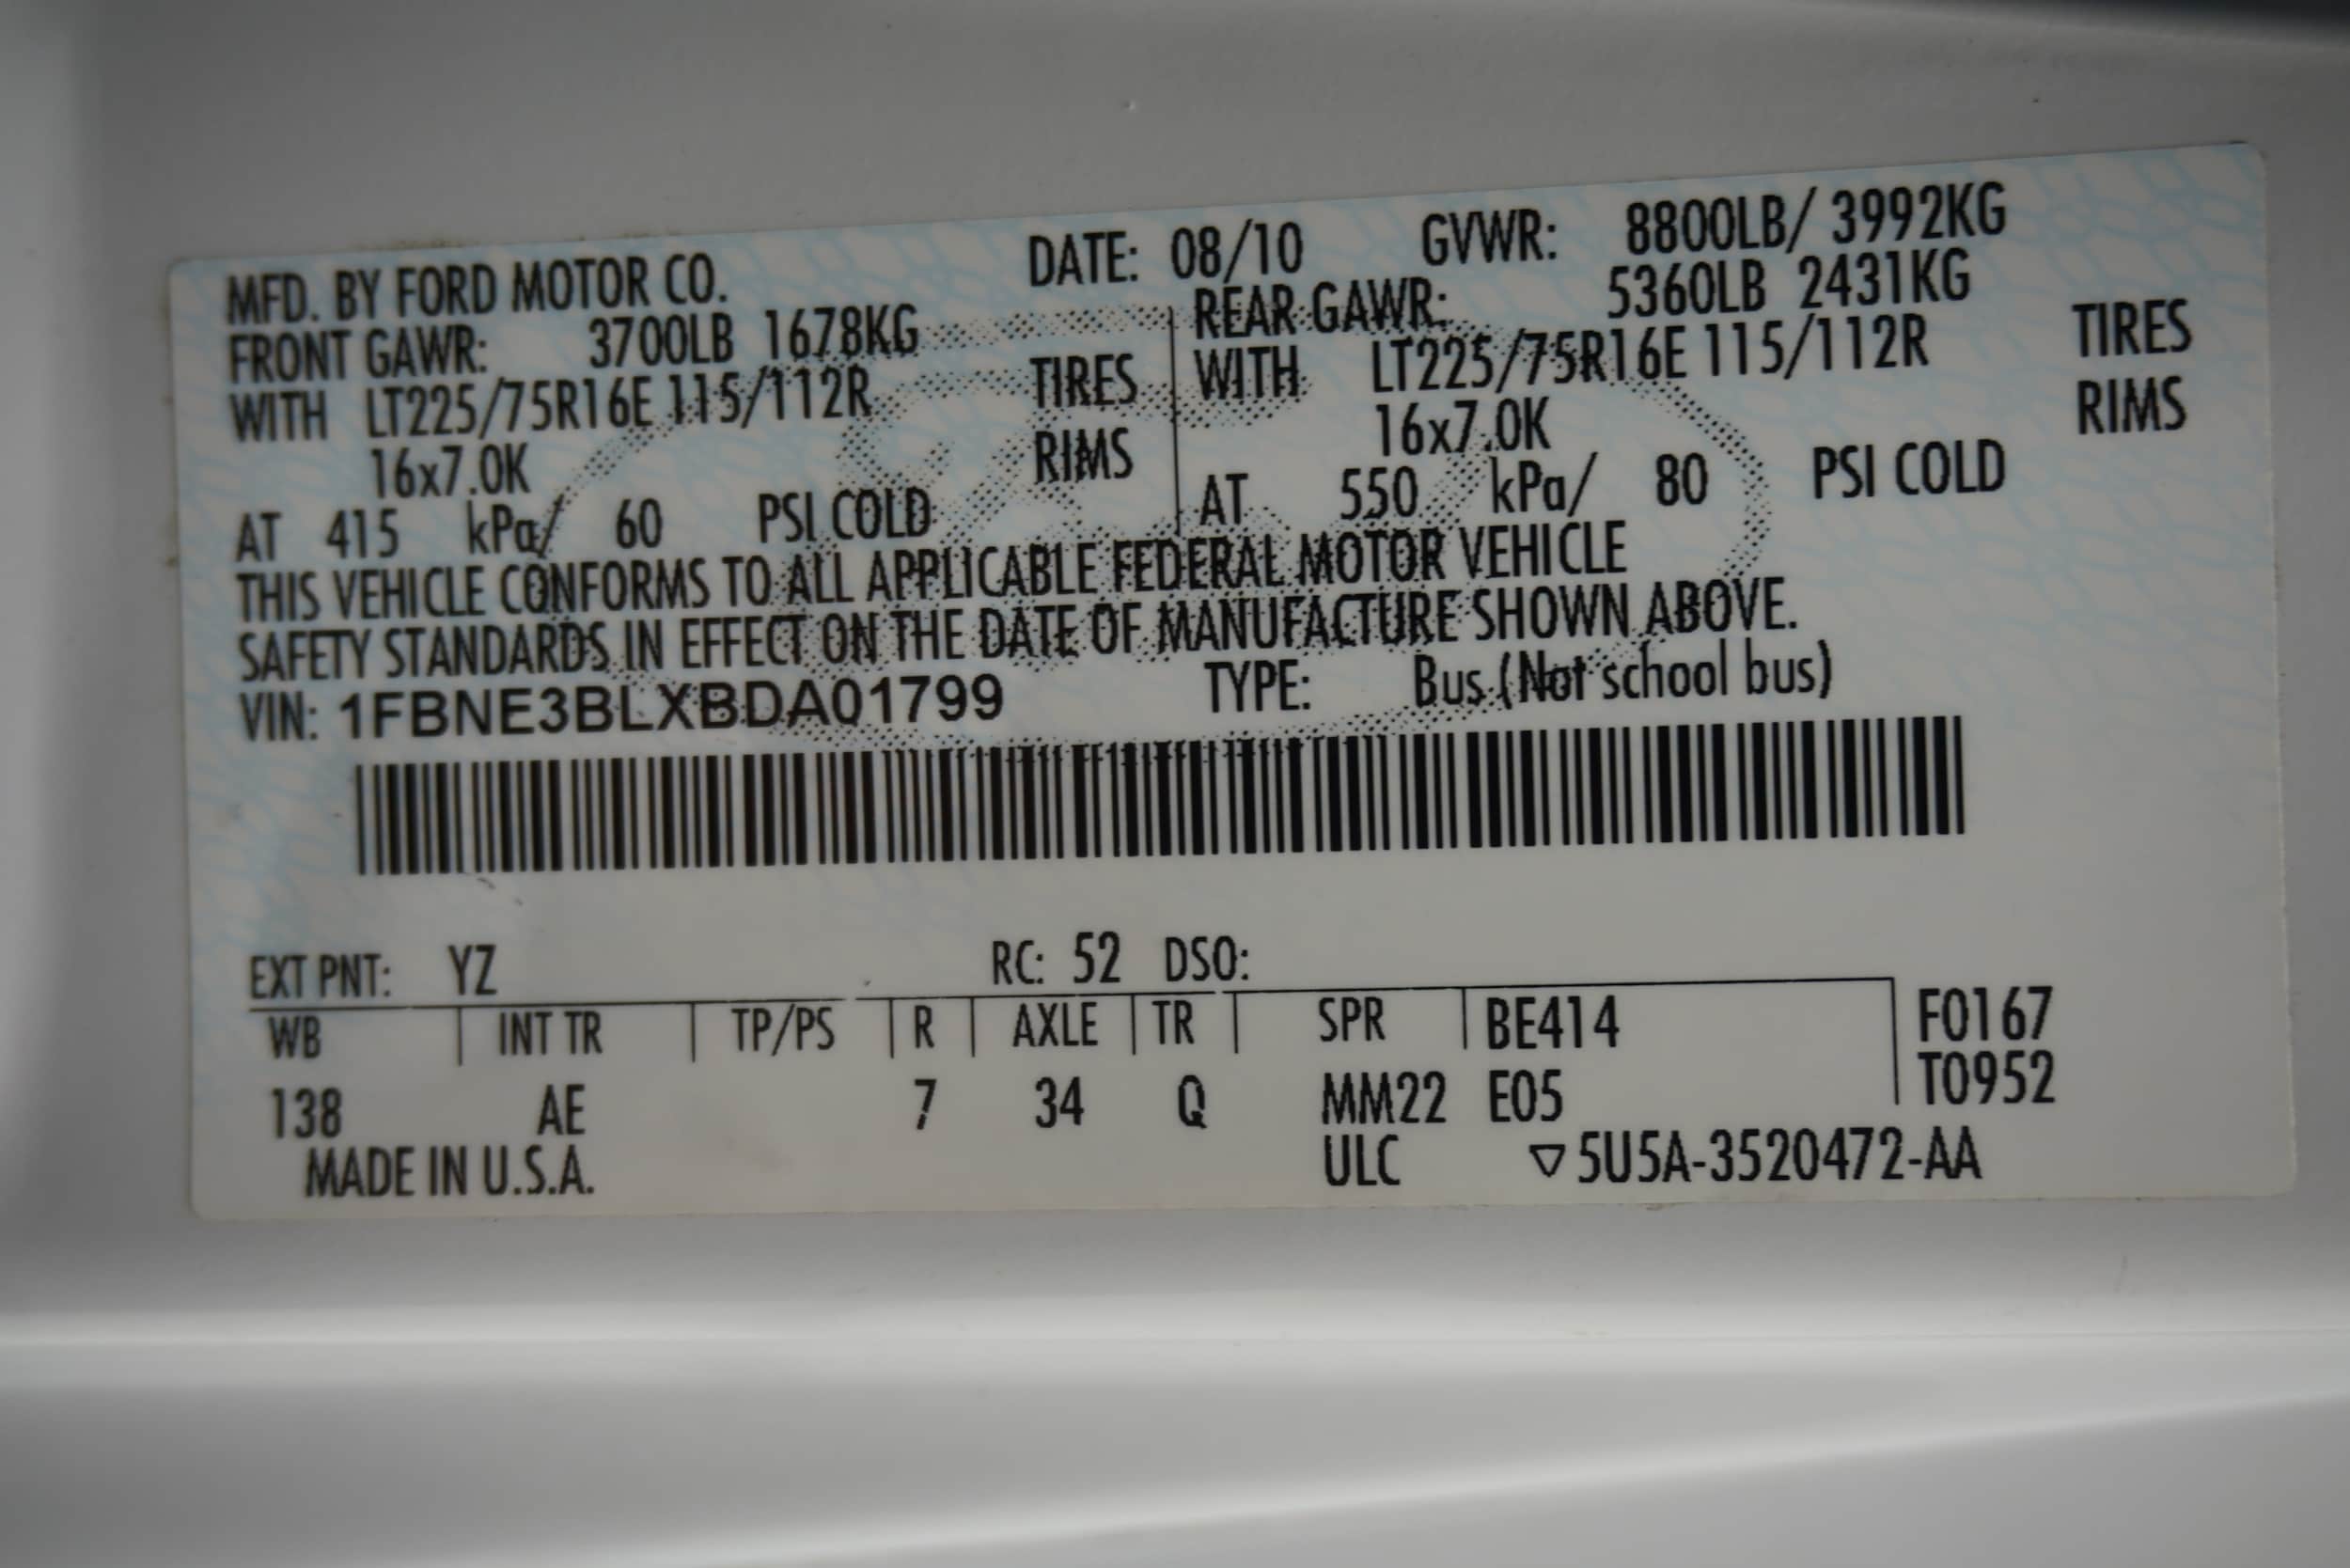 MFD. BY FORD MOTOR CO. DATE: 08/10 GVWR: 8800LB/ 3992KG
FRONT GAWR: 3700LB 1678KG REAR GAWR: 5360LB 2431KG
WITH LT225/75R16E 115/112R TIRES WITH LT225/75R16E 115/112R TIRES
16x7.0K RIMS 16x7.0K RIMS
AT 415 kPa/ 60 PSI COLD AT 550 kPa/ 80 PSI COLD
THIS VEHICLE CONFORMS TO ALL APPLICABLE FEDERAL MOTOR VEHICLE
SAFETY STANDARDS IN EFFECT ON THE DATE OF MANUFACTURE SHOWN ABOVE.
VIN: 1FBNE3BLXBDA01799 TYPE: Bus (Not school bus)
EXT PNT: YZ RC: 52 DSO:
WB INT TR TP/PS R AXLE TR SPR BE414 F0167
138 AE 7 34 Q MM22 E05 T0952
MADE IN U.S.A. ULC ▽5U5A-3520472-AA